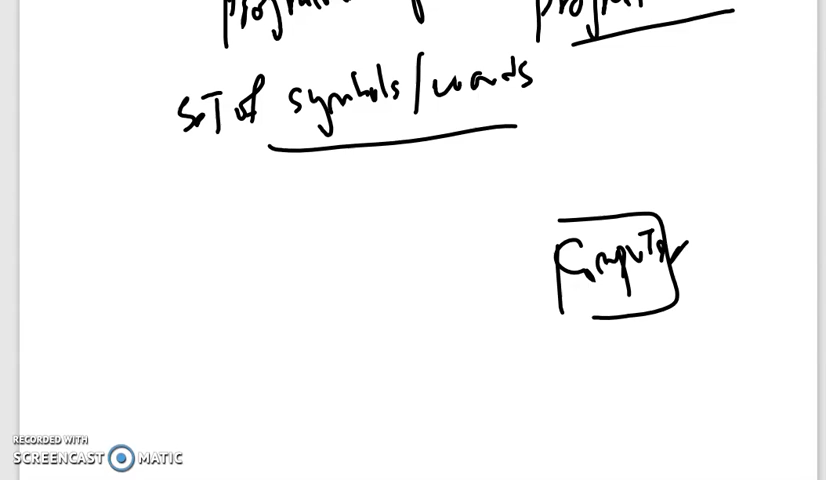 set of symbols/words
Computer
RECORDED WITH
SCREENCAST MATIC